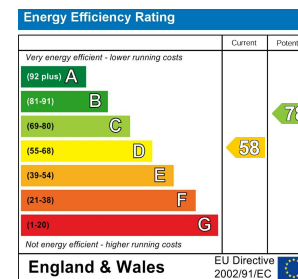 Energy Efficiency Rating
Current
Very energy efficient - lower running costs
(92 plus) A
(81-91) B
(69-80) C
(55-68) D
58
(39-54) E
(21-38) F
(1-20) G
Not energy efficient - higher running costs
England & Wales
EU Directive
2002/91/EC